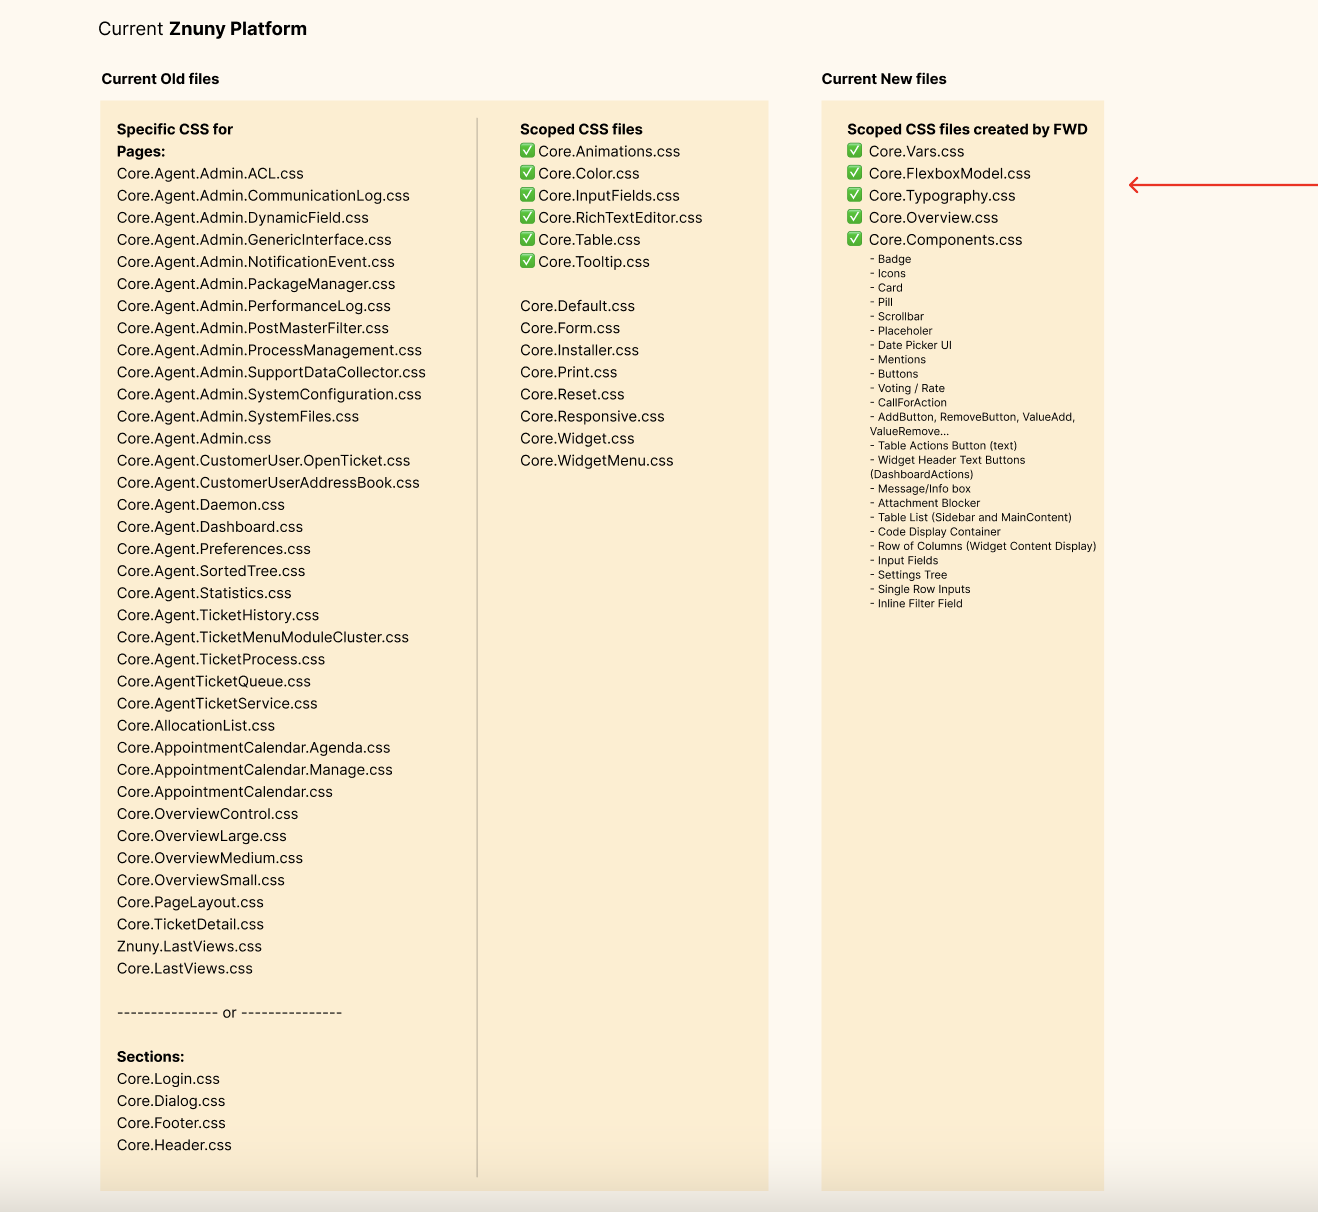 Current Znuny Platform
Current Old files
Specific CSS for
Pages:
Core.Agent.Admin.ACL.css
Core.Agent.Admin.CommunicationLog.css
Core.Agent.Admin.DynamicField.css
Core.Agent.Admin.GenericInterface.css
Core.Agent.Admin.NotificationEvent.css
Core.Agent.Admin.PackageManager.css
Core.Agent.Admin.PerformanceLog.css
Core.Agent.Admin.PostMasterFilter.css
Core.Agent.Admin.ProcessManagement.css
Core.Agent.Admin.SupportDataCollector.css
Core.Agent.Admin.SystemConfiguration.css
Core.Agent.Admin.SystemFiles.css
Core.Agent.Admin.css
Core.Agent.CustomerUser.OpenTicket.css
Core.Agent.CustomerUserAddressBook.css
Core.Agent.Daemon.css
Core.Agent.Dashboard.css
Core.Agent.Preferences.css
Core.Agent.SortedTree.css
Core.Agent.Statistics.css
Core.Agent.TicketHistory.css
Core.Agent.TicketMenuModuleCluster.css
Core.Agent.TicketProcess.css
Core.AgentTicketQueue.css
Core.AgentTicketService.css
Core.AllocationList.css
Core.AppointmentCalendar.Agenda.css
Core.AppointmentCalendar.Manage.css
Core.AppointmentCalendar.css
Core.OverviewControl.css
Core.OverviewLarge.css
Core.OverviewMedium.css
Core.OverviewSmall.css
Core.PageLayout.css
Core.TicketDetail.css
Znuny.LastViews.css
Core.LastViews.css
--------------- or ---------------
Sections:
Core.Login.css
Core.Dialog.css
Core.Footer.css
Core.Header.css
Scoped CSS files
✅ Core.Animations.css
✅ Core.Color.css
✅ Core.InputFields.css
✅ Core.RichTextEditor.css
✅ Core.Table.css
✅ Core.Tooltip.css
Core.Default.css
Core.Form.css
Core.Installer.css
Core.Print.css
Core.Reset.css
Core.Responsive.css
Core.Widget.css
Core.WidgetMenu.css
Current New files
Scoped CSS files created by FWD
✅ Core.Vars.css
✅ Core.FlexboxModel.css
✅ Core.Typography.css
✅ Core.Overview.css
✅ Core.Components.css
- Badge
- Icons
- Card
- Pill
- Scrollbar
- Placeholer
- Date Picker UI
- Mentions
- Buttons
- Voting / Rate
- CallForAction
- AddButton, RemoveButton, ValueAdd,
ValueRemove...
- Table Actions Button (text)
- Widget Header Text Buttons
(DashboardActions)
- Message/Info box
- Attachment Blocker
- Table List (Sidebar and MainContent)
- Code Display Container
- Row of Columns (Widget Content Display)
- Input Fields
- Settings Tree
- Single Row Inputs
- Inline Filter Field